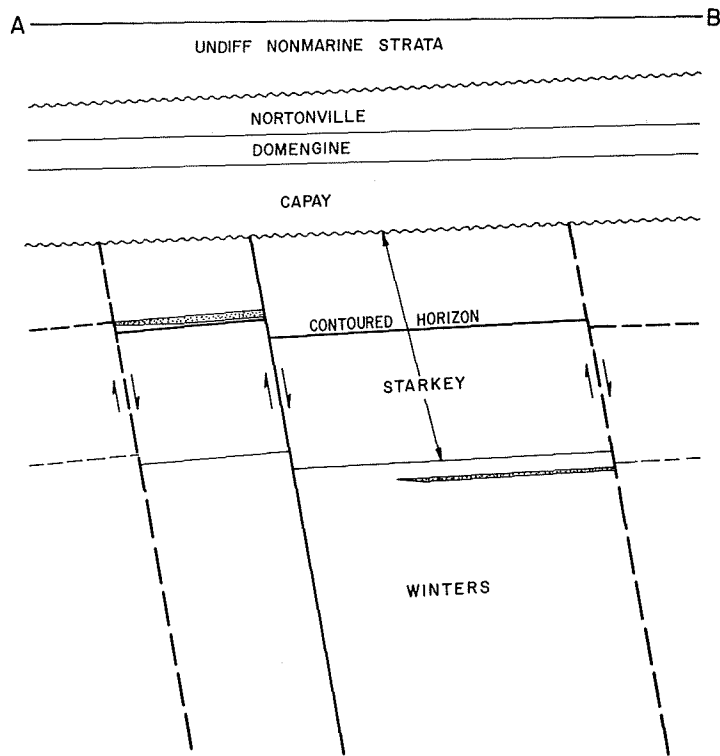 A
B
UNDIFF NONMARINE STRATA
NORTONVILLE
DOMENGINE
CAPAY
CONTOURED HORIZON
STARKEY
WINTERS